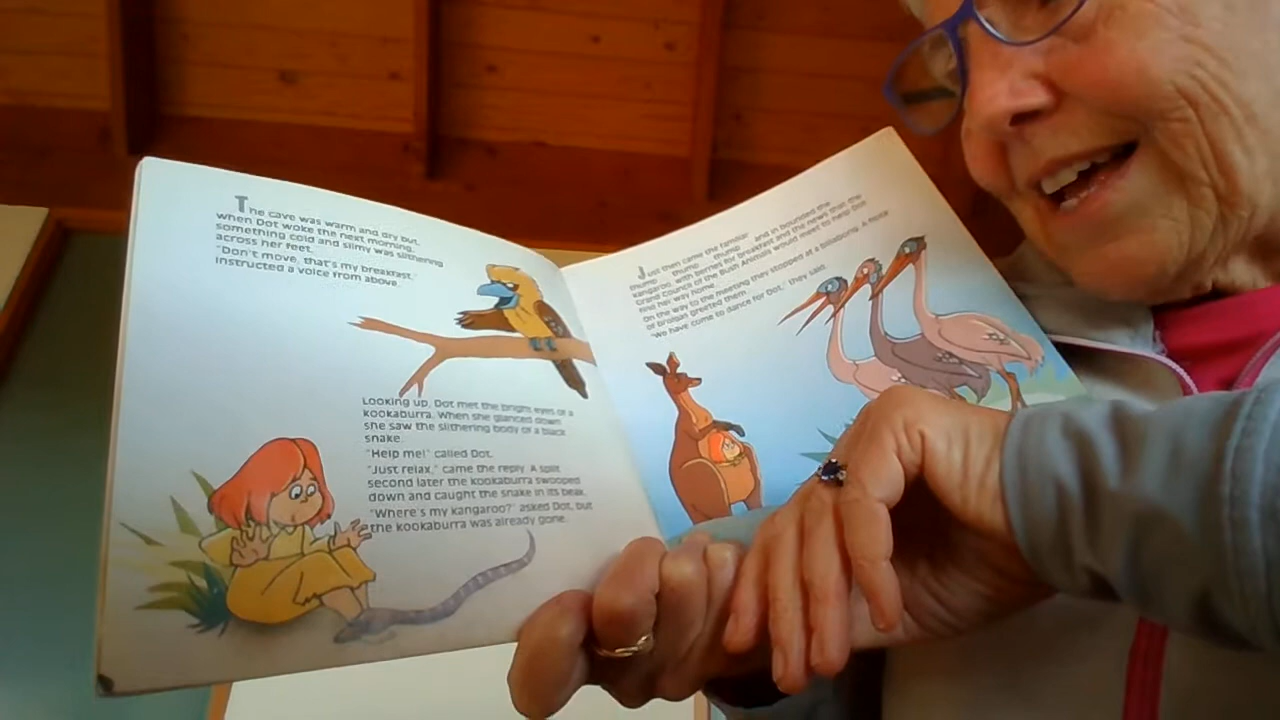 The cave was warm and dry but,
when Dot woke the next morning,
something cold and slimy was slithering
across her feet.
"Don't move, that's my breakfast,"
instructed a voice from above.
Looking up, Dot met the bright eyes of a
kookaburra. When she glanced down
she saw the slithering body of a black
snake.
"Help me!" called Dot.
"Just relax," came the reply. A split
second later the kookaburra swooped
down and caught the snake in its beak.
"Where's my kangaroo?" asked Dot, but
the kookaburra was already gone.
Just then came the familiar
thump . . . thump . . . thump . . . and in bounded the
kangaroo, with berries for breakfast and the news that the
Grand Council of the Bush Animals would meet to help Dot
find her way home.
On the way to the meeting they stopped at a billabong. A flock
of brolgas greeted them.
"We have come to dance for Dot," they said.